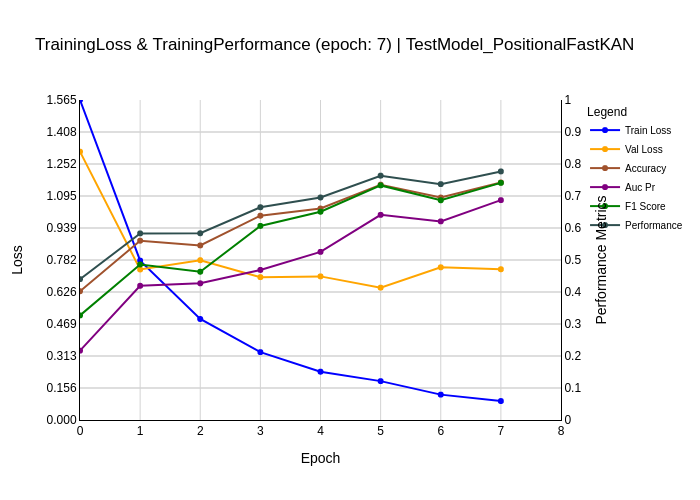 TrainingLoss & TrainingPerformance (epoch: 7) | TestModel_PositionalFastKAN
1.565
1.408
1.252
1.095
0.939
0.782
0.626
0.469
0.313
0.156
0.000
Loss
0 1 2 3 4 5 6 7 8
Epoch
1
0.9
0.8
0.7
0.6
0.5
0.4
0.3
0.2
0.1
0
Performance Metrics
Legend
Train Loss
Val Loss
Accuracy
Auc Pr
F1 Score
Performance